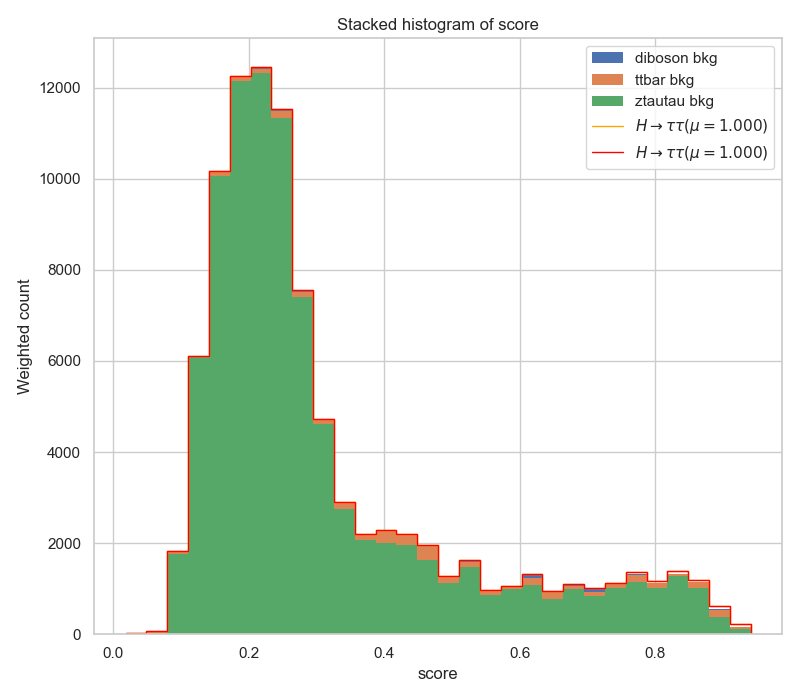 Stacked histogram of score
diboson bkg
ttbar bkg
ztautau bkg
H → ττ(μ = 1.000)
H → ττ(μ = 1.000)
Weighted count
12000
10000
8000
6000
4000
2000
0
0.0 0.2 0.4 0.6 0.8
score